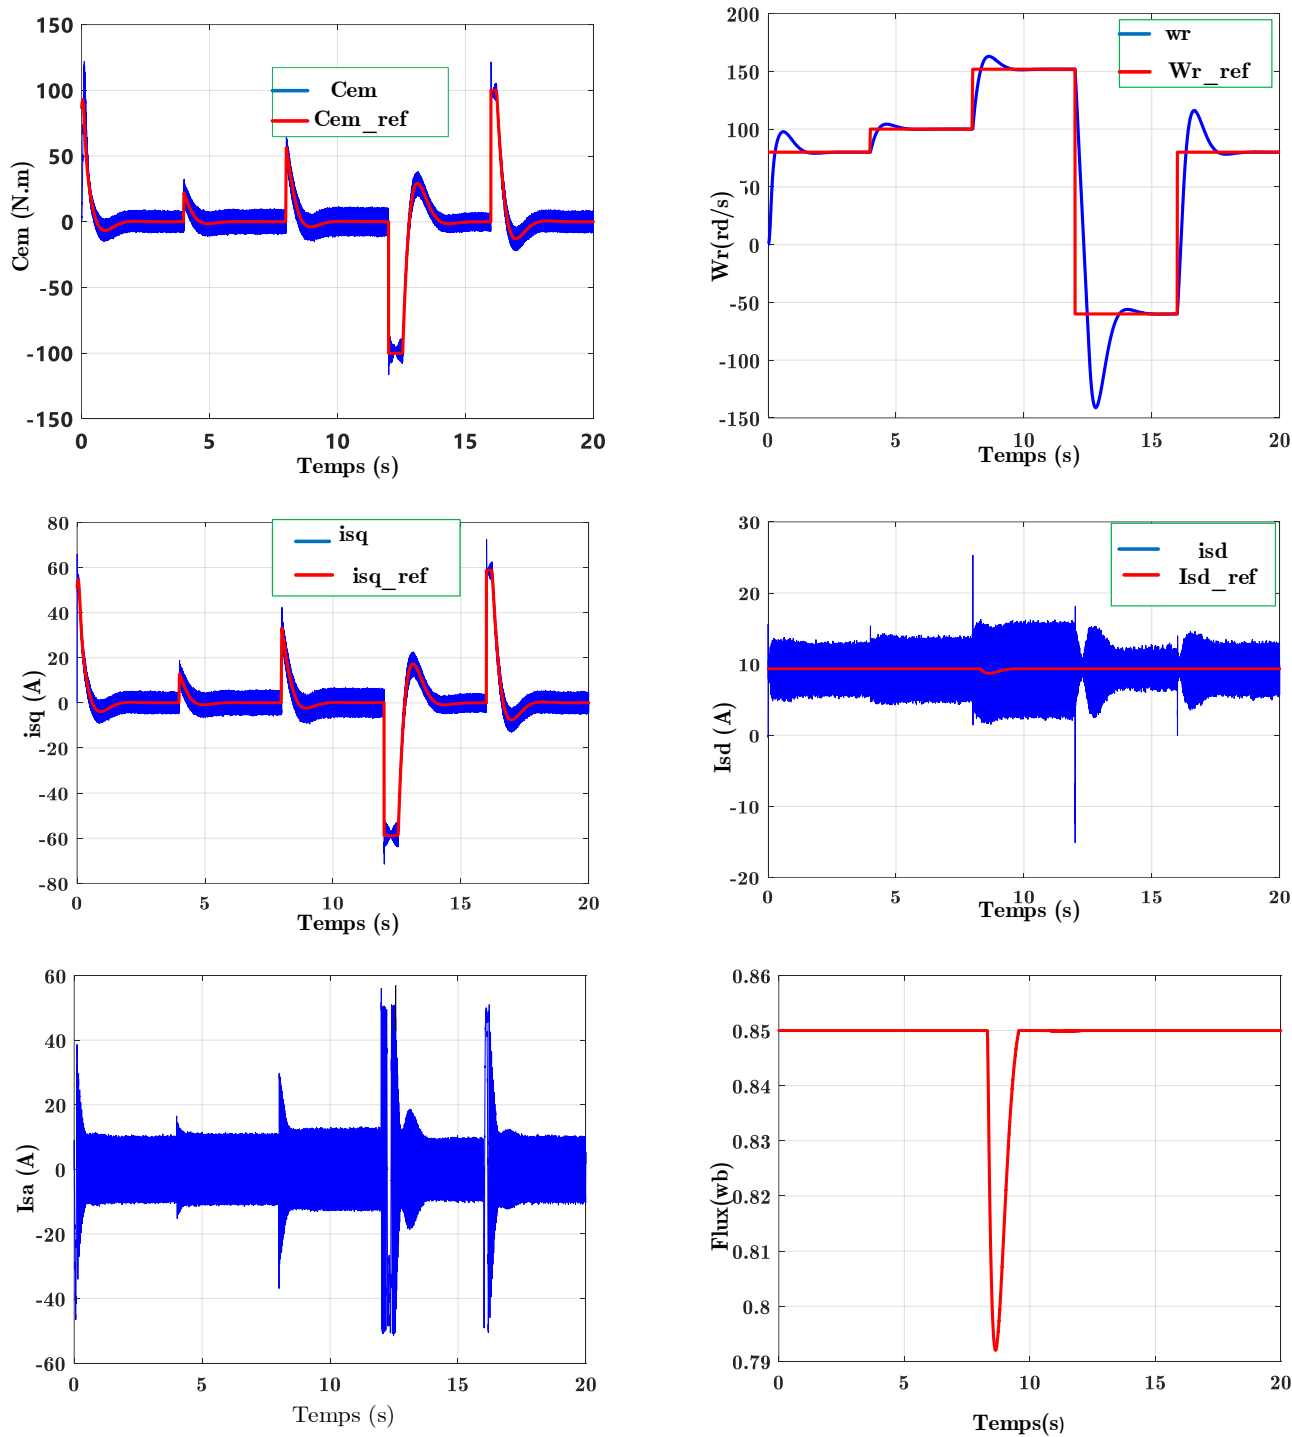 150
100
50
0
-50
-100
-150
0 5 10 15 20
Cem (N.m)
Temps (s)
Cem
Cem_ref
200
150
100
50
0
-50
-100
-150
0 5 10 15 20
Wr(rd/s)
Temps (s)
wr
Wr_ref
80
60
40
20
0
-20
-40
-60
-80
0 5 10 15 20
isq (A)
Temps (s)
isq
isq_ref
30
20
10
0
-10
-20
0 5 10 15 20
Isd (A)
Temps (s)
isd
Isd_ref
60
40
20
0
-20
-40
-60
0 5 10 15 20
Isa (A)
Temps (s)
0.86
0.85
0.84
0.83
0.82
0.81
0.8
0.79
0 5 10 15 20
Flux(wb)
Temps(s)